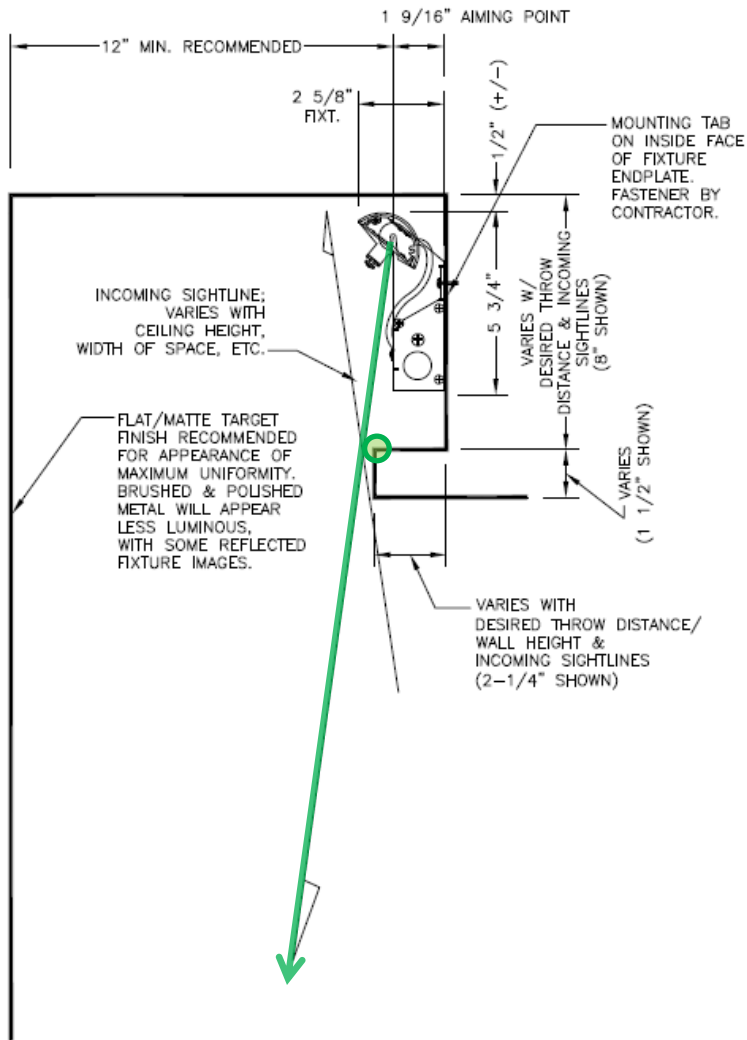 1 9/16" AIMING POINT
12" MIN. RECOMMENDED
2 5/8"
FIXT.
1/2" (+/-)
MOUNTING TAB
ON INSIDE FACE
OF FIXTURE
ENDPLATE.
FASTENER BY
CONTRACTOR.
5 3/4"
VARIES W/
DESIRED THROW
DISTANCE & INCOMING
SIGHTLINES
(8" SHOWN)
INCOMING SIGHTLINE;
VARIES WITH
CEILING HEIGHT,
WIDTH OF SPACE, ETC.
FLAT/MATTE TARGET
FINISH RECOMMENDED
FOR APPEARANCE OF
MAXIMUM UNIFORMITY.
BRUSHED & POLISHED
METAL WILL APPEAR
LESS LUMINOUS,
WITH SOME REFLECTED
FIXTURE IMAGES.
VARIES
(1 1/2" SHOWN)
VARIES WITH
DESIRED THROW DISTANCE/
WALL HEIGHT &
INCOMING SIGHTLINES
(2-1/4" SHOWN)